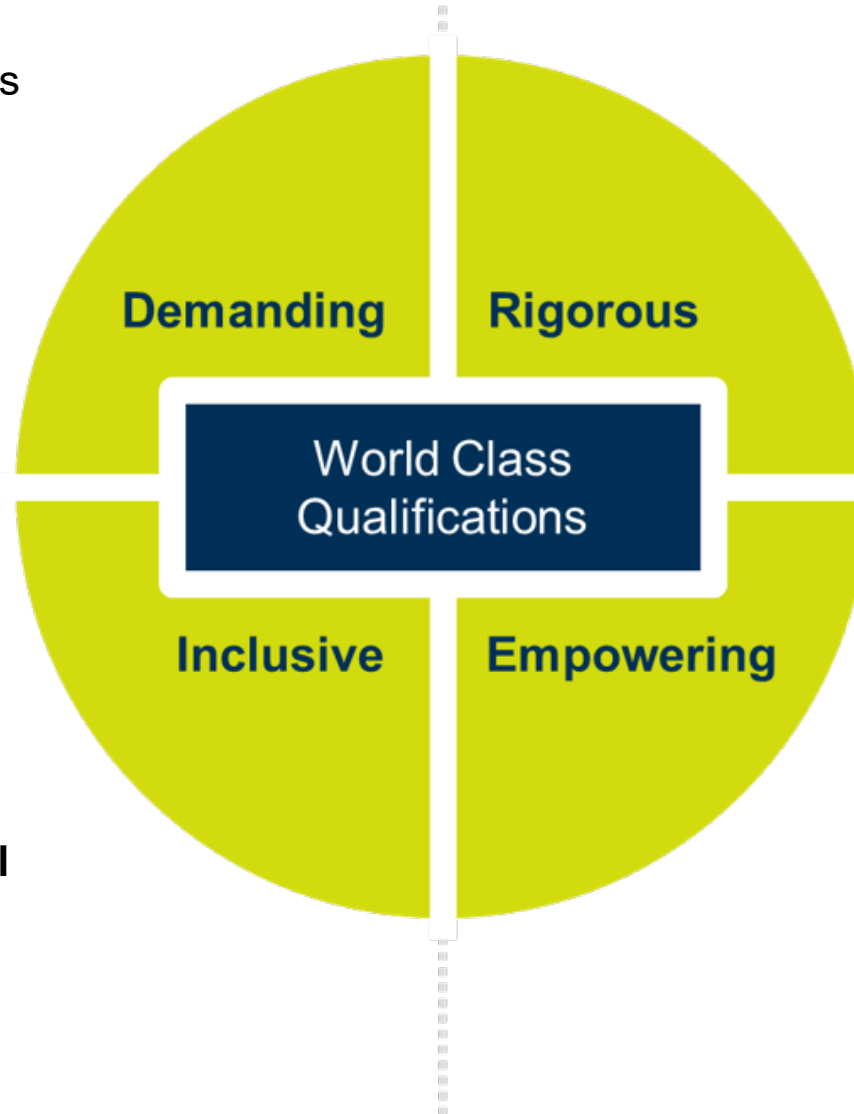 s
Demanding
Rigorous
World Class
Qualifications
Inclusive
Empowering
l